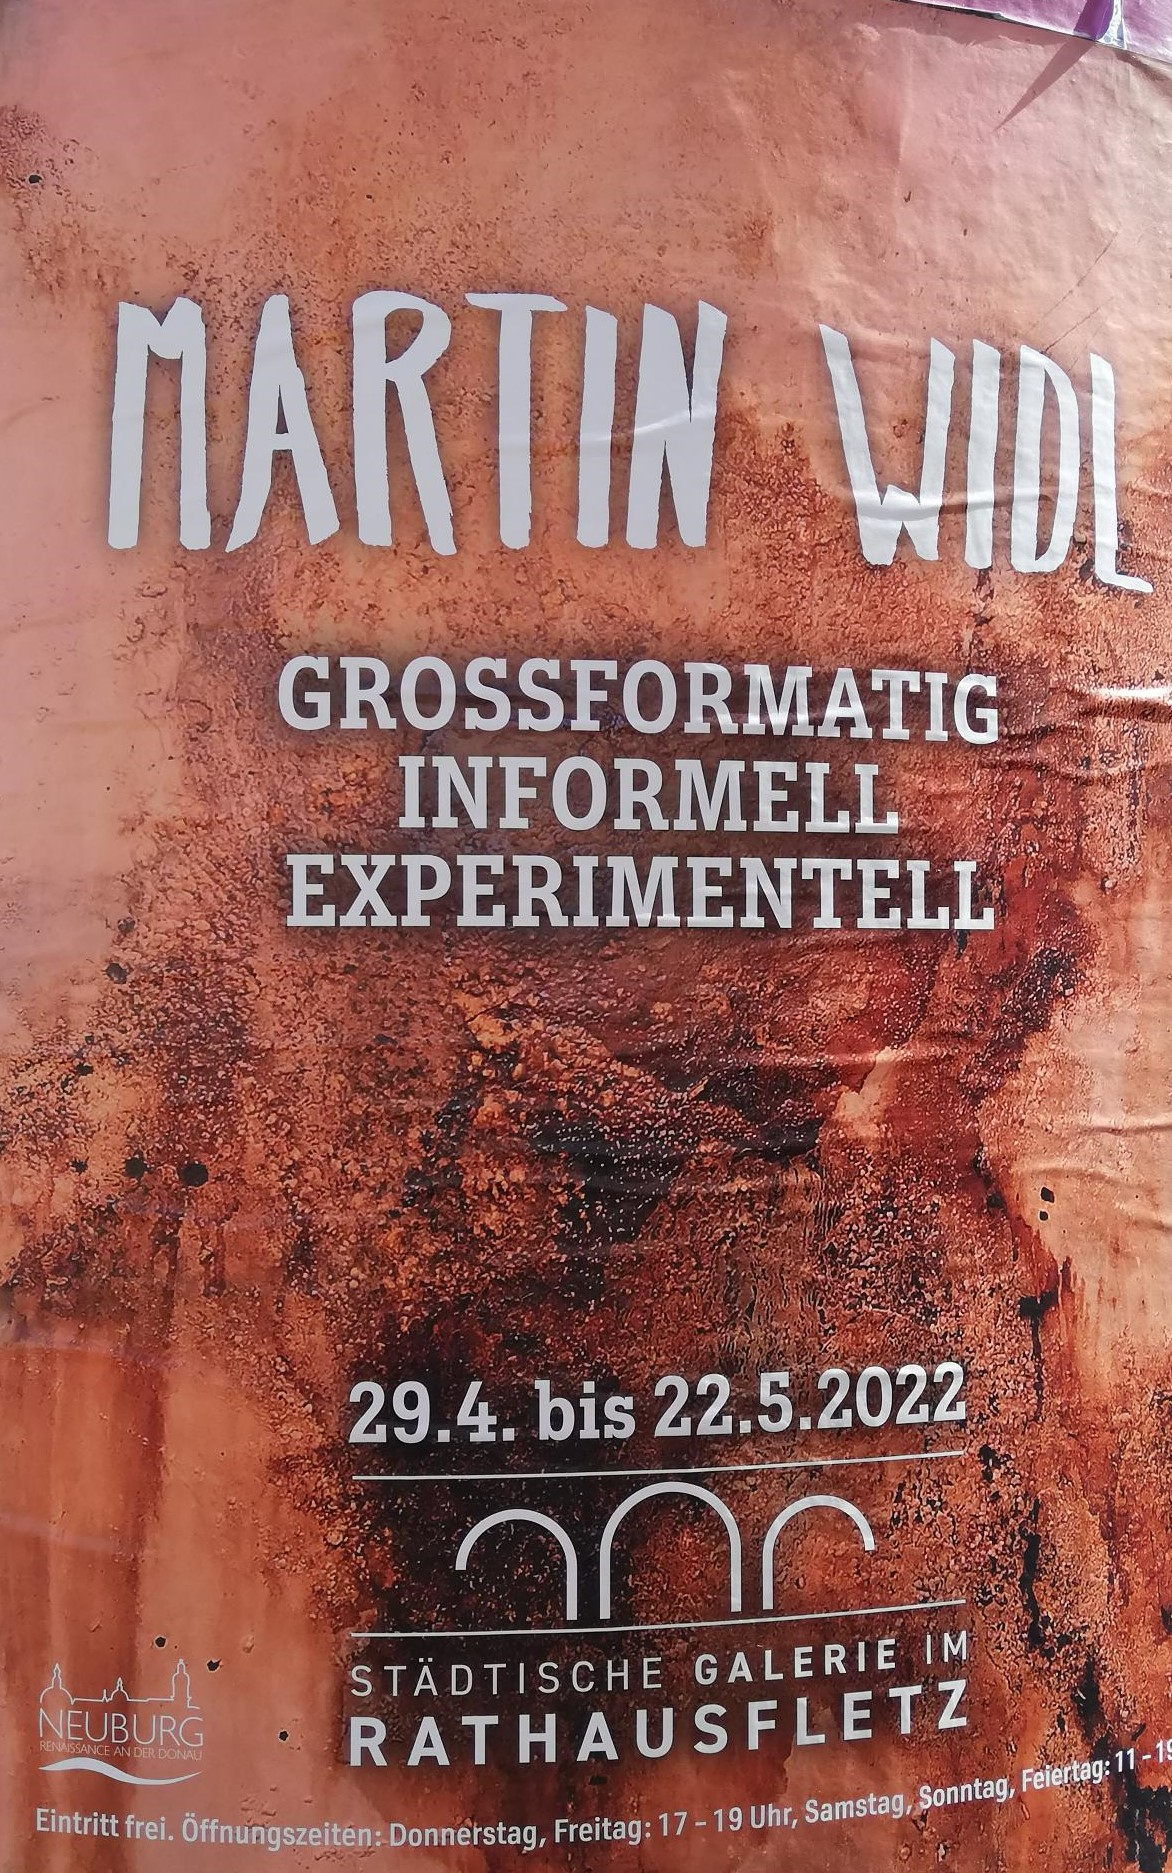 MARTIN WIDL
GROSSFORMATIG
INFORMELL
EXPERIMENTELL
29.4. bis 22.5.2022
STÄDTISCHE GALERIE IM
RATHAUSFLETZ
NEUBURG
RENAISSANCE AN DER DONAU
Eintritt frei. Öffnungszeiten: Donnerstag, Freitag: 17 – 19 Uhr, Samstag, Sonntag, Feiertag: 11 – 19